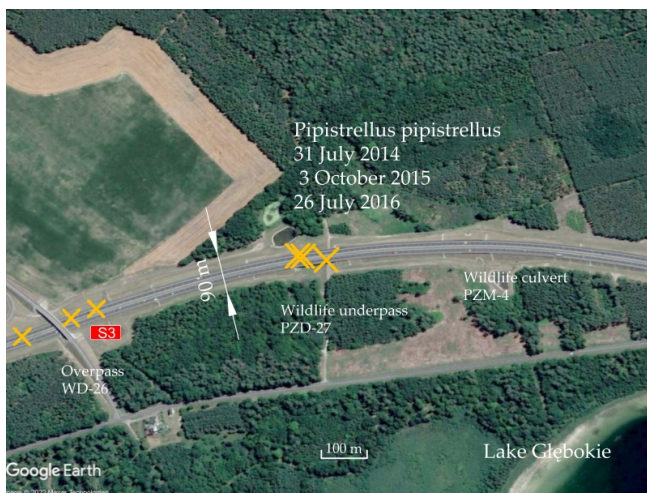 Pipistrellus pipistrellus
31 July 2014
3 October 2015
26 July 2016
90 m
Wildlife culvert
PZM-4
Wildlife underpass
PZD-27
S3
Overpass
WD-26
100 m
Lake Głębokie
Google Earth